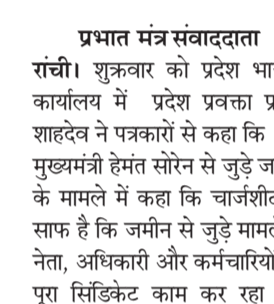 प्रभात मंत्र संवाददाता
रांची। शुक्रवार को प्रदेश भा
कार्यालय में प्रदेश प्रवक्ता प्र
शाहदेव ने पत्रकारों से कहा कि
मुख्यमंत्री हेमंत सोरेन से जुड़े ज
के मामले में कहा कि चार्जशीट
साफ है कि जमीन से जुड़े मामले
नेता, अधिकारी और कर्मचारियों
पूरा सिंडिकेट काम कर रहा